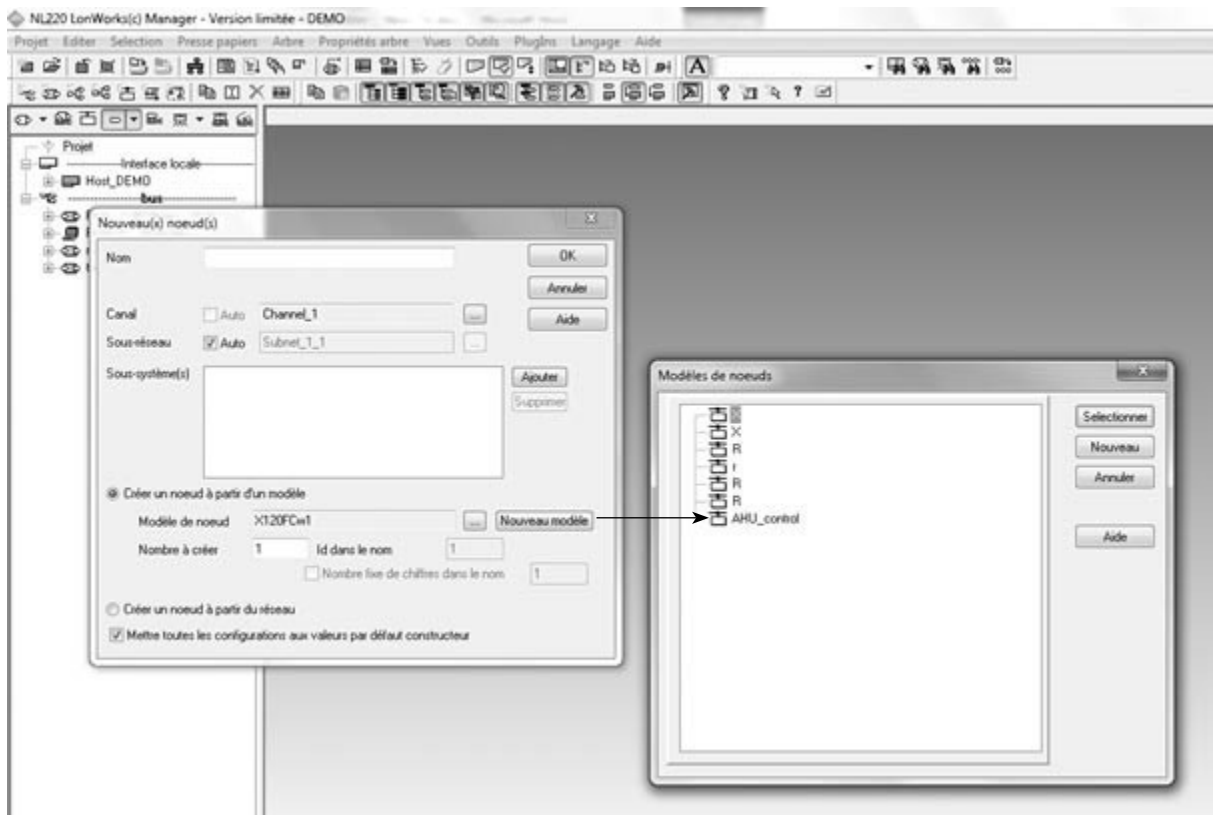 NL220 LonWorks(c) Manager - Version limitée - DEMO
Projet Editer Selection Presse papiers Arbre Propriétés arbre Vues Outils PlugIns Langage Aide
A
Projet
Interface locale
Host_DEMO
bus
Nouveau(x) noeud(s)
Nom
OK
Annuler
Canal
Auto
Channel_1
...
Aide
Sous-réseau
Auto
Subnet_1_1
...
Sous-système(s)
Ajouter
Supprimer
Créer un noeud à partir d'un modèle
Modèle de noeud
X120FCw1
...
Nouveau modèle
Nombre à créer
1
Id dans le nom
1
Nombre fixe de chiffres dans le nom
1
Créer un noeud à partir du réseau
Mettre toutes les configurations aux valeurs par défaut constructeur
Modèles de noeuds
X
R
r
R
R
AHU_control
Selectionner
Nouveau
Annuler
Aide